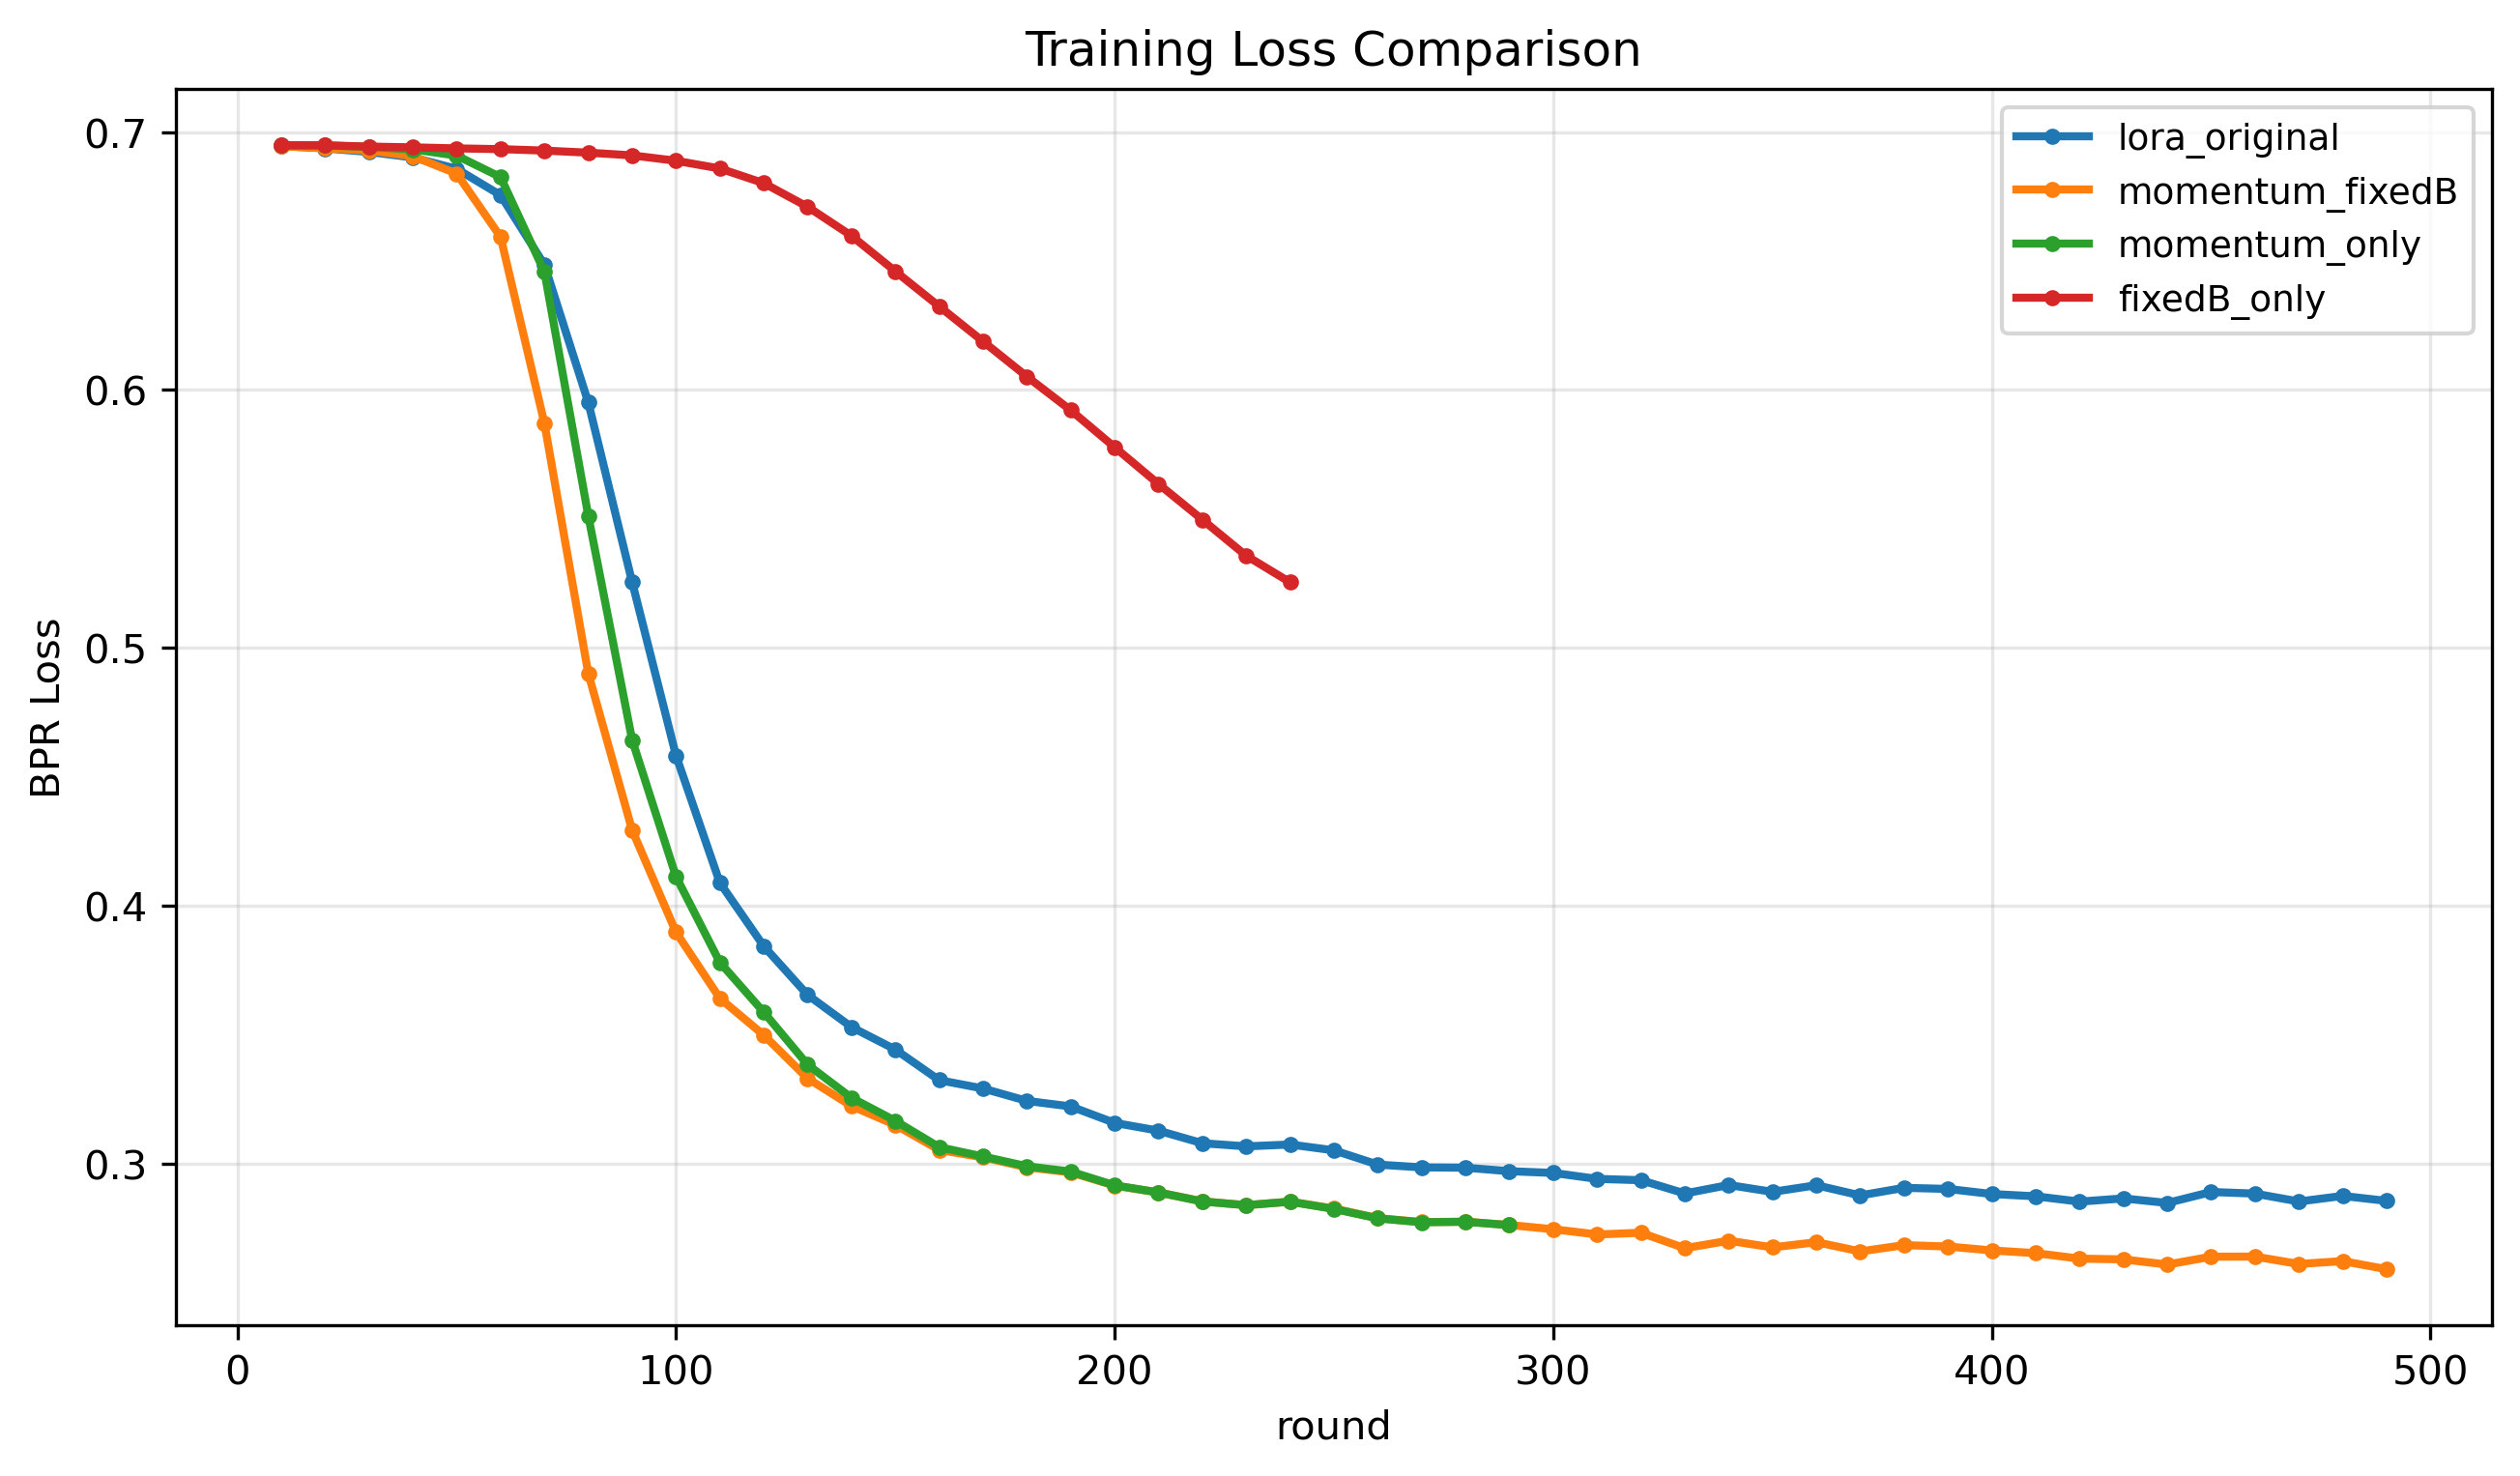 Training Loss Comparison
lora_original
momentum_fixedB
momentum_only
fixedB_only
BPR Loss
0.7
0.6
0.5
0.4
0.3
0
100
200
300
400
500
round